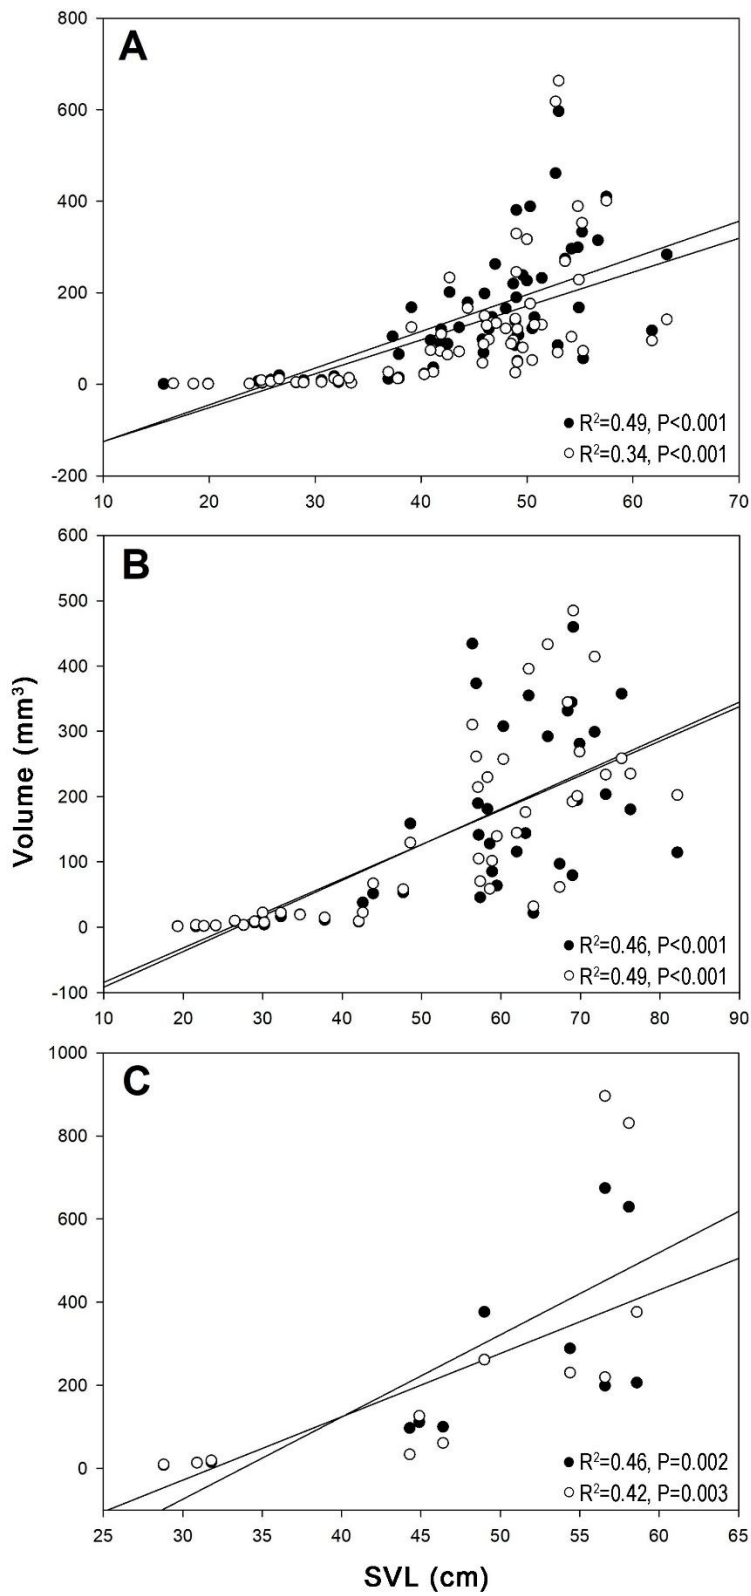 800
A
600
400
200
0
● R²=0.49, P<0.001
○ R²=0.34, P<0.001
-200
10 20 30 40 50 60 70
600
B
500
400
300
200
100
0
● R²=0.46, P<0.001
○ R²=0.49, P<0.001
-100
10 20 30 40 50 60 70 80 90
Volume (mm³)
1000
C
800
600
400
200
0
● R²=0.46, P=0.002
○ R²=0.42, P=0.003
25 30 35 40 45 50 55 60 65
SVL (cm)